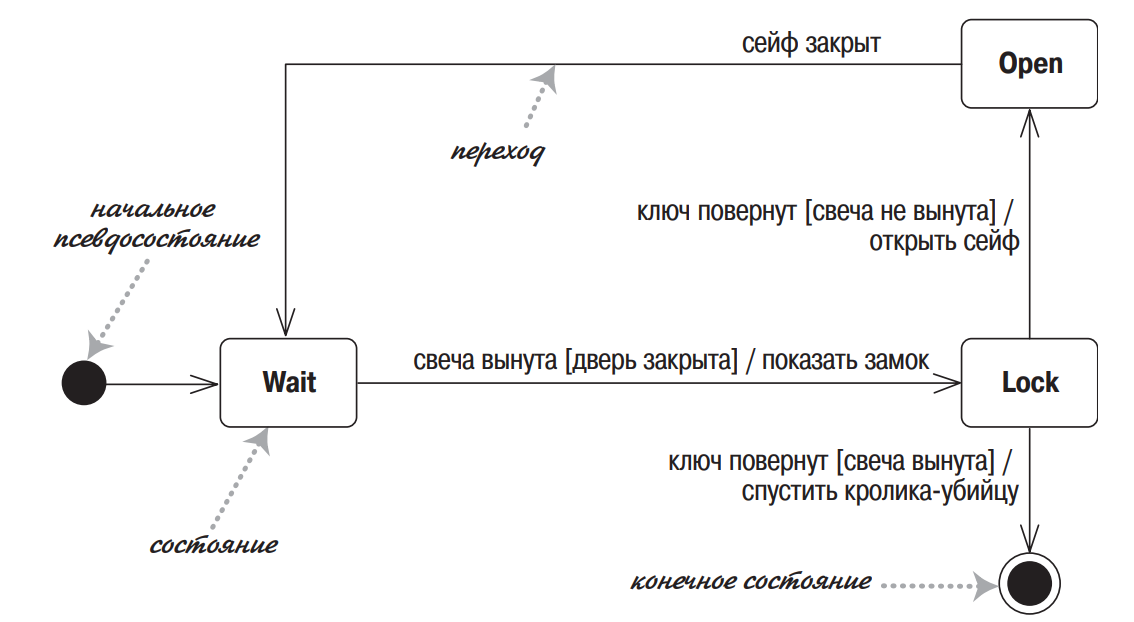 сейф закрыт
Open
переход
ключ повернут [свеча не вынута] /
открыть сейф
начальное
псевдосостояние
свеча вынута [дверь закрыта] / показать замок
Wait
Lock
ключ повернут [свеча вынута] /
спустить кролика-убийцу
состояние
конечное состояние